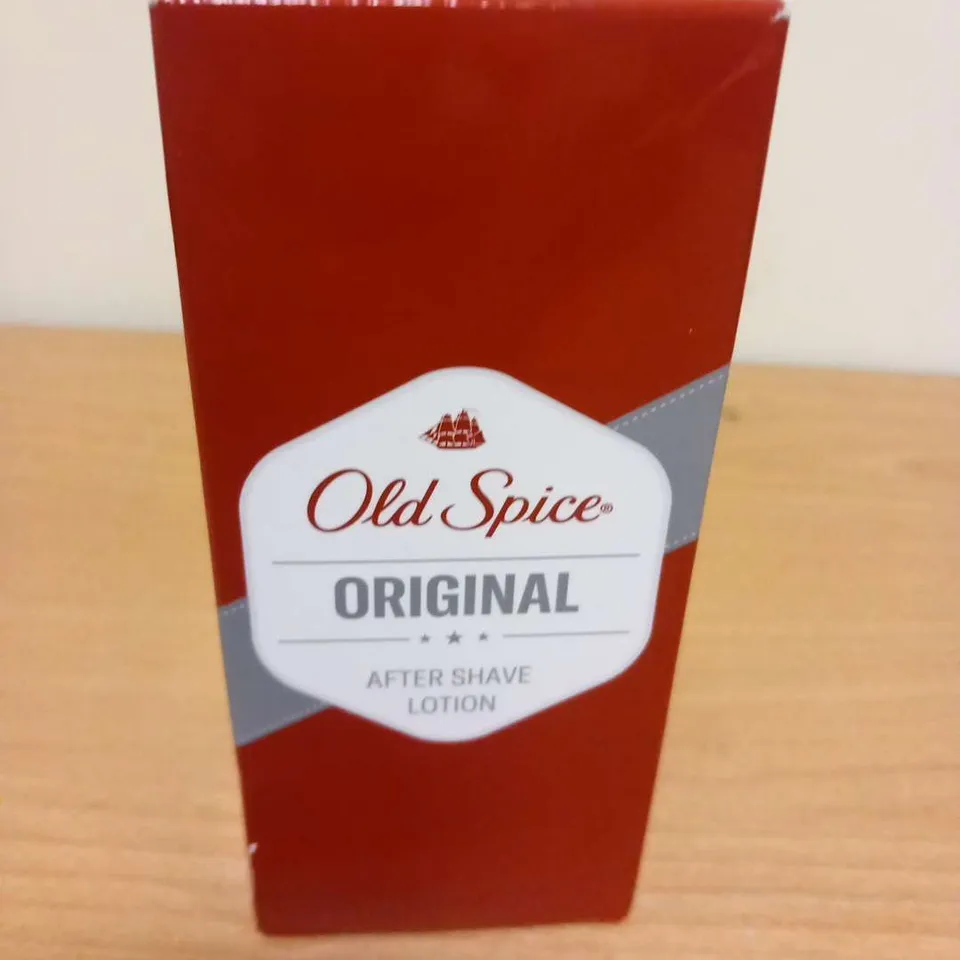 Old Spice®
ORIGINAL
AFTER SHAVE
LOTION